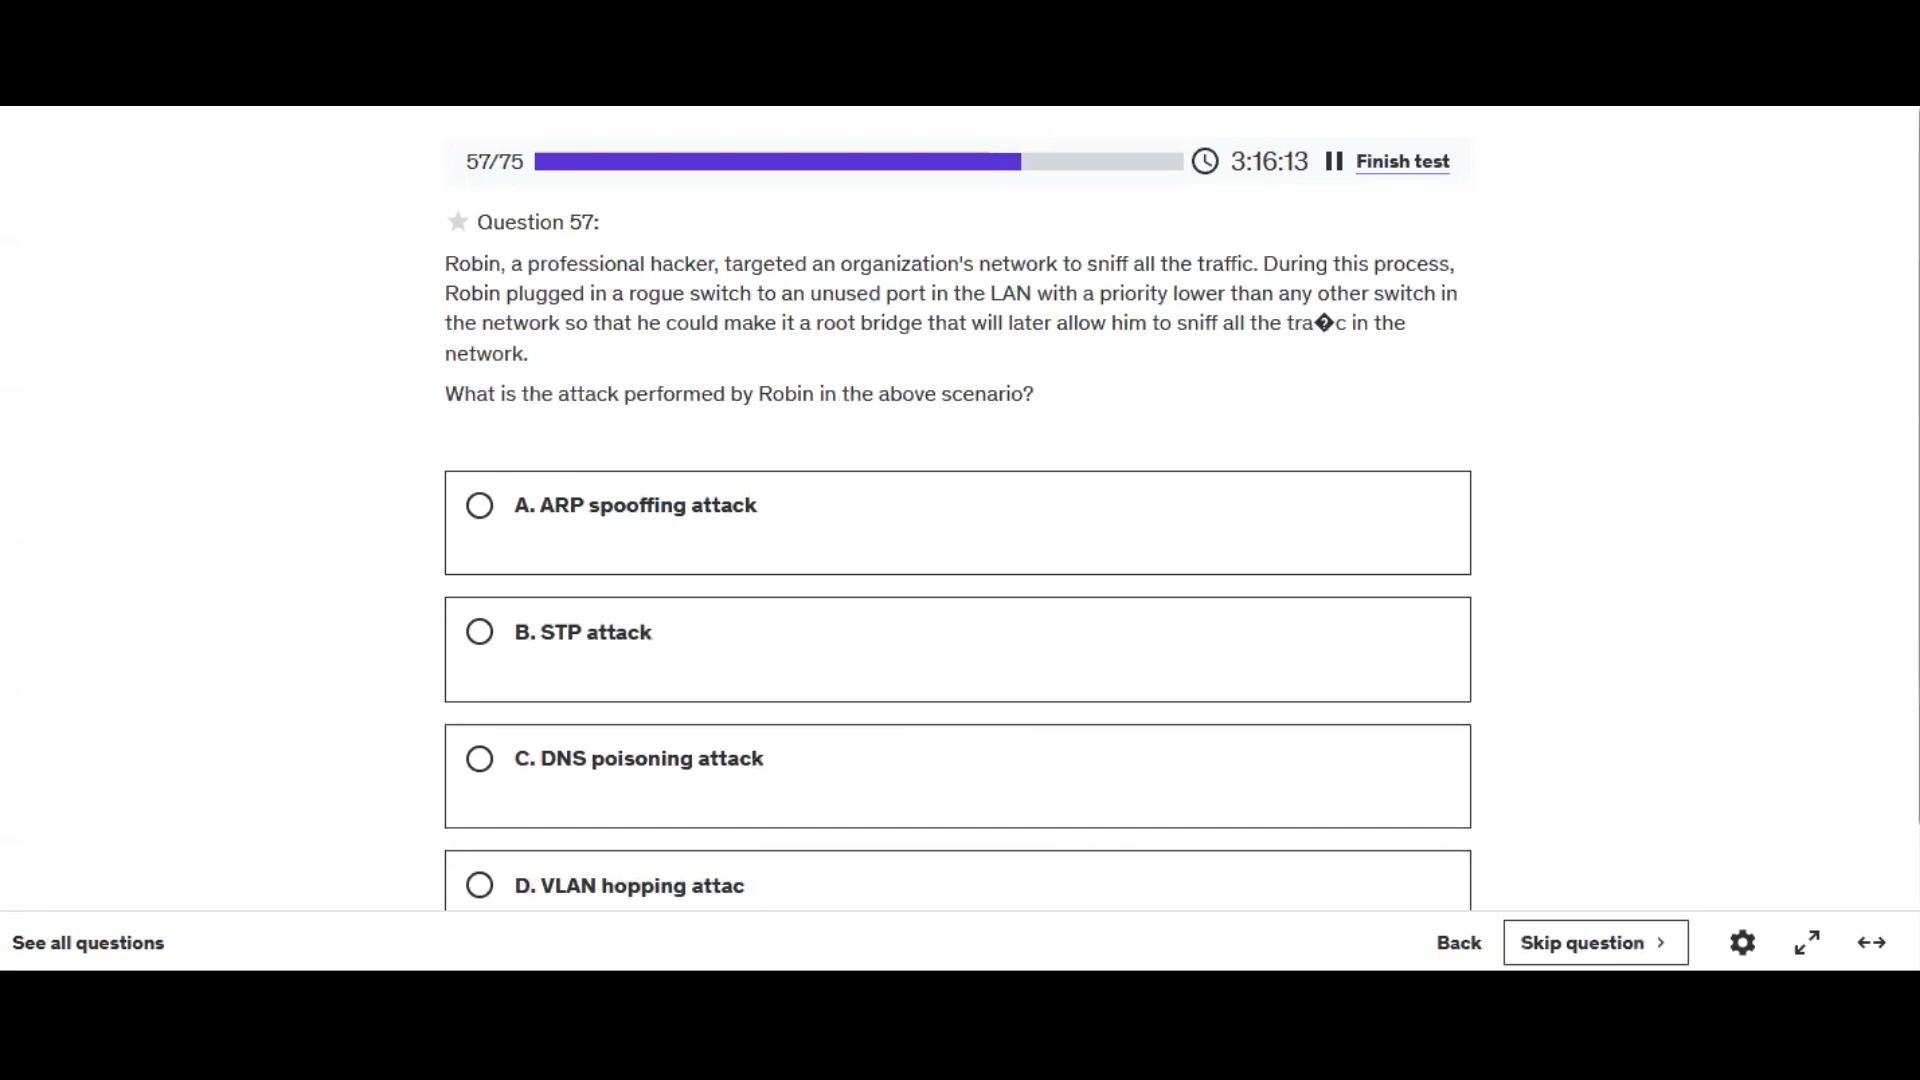 57/75
3:16:13
Finish test
Question 57:
Robin, a professional hacker, targeted an organization's network to sniff all the traffic. During this process,
Robin plugged in a rogue switch to an unused port in the LAN with a priority lower than any other switch in
the network so that he could make it a root bridge that will later allow him to sniff all the tra�c in the
network.
What is the attack performed by Robin in the above scenario?
A. ARP spooffing attack
B. STP attack
C. DNS poisoning attack
D. VLAN hopping attac
See all questions
Back
Skip question